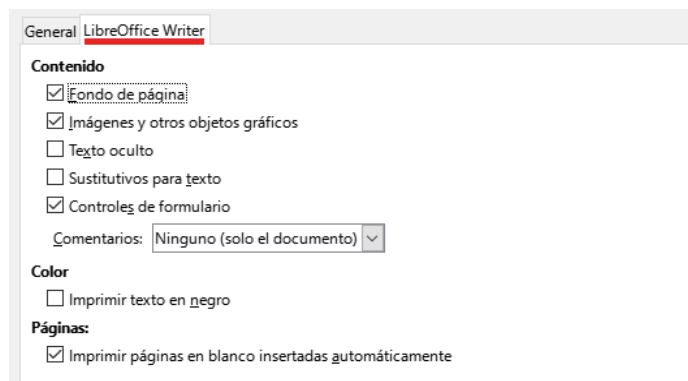 General LibreOffice Writer
Contenido
Fondo de página
Imágenes y otros objetos gráficos
Texto oculto
Sustitutivos para texto
Controles de formulario
Comentarios: Ninguno (solo el documento)
Color
Imprimir texto en negro
Páginas:
Imprimir páginas en blanco insertadas automáticamente